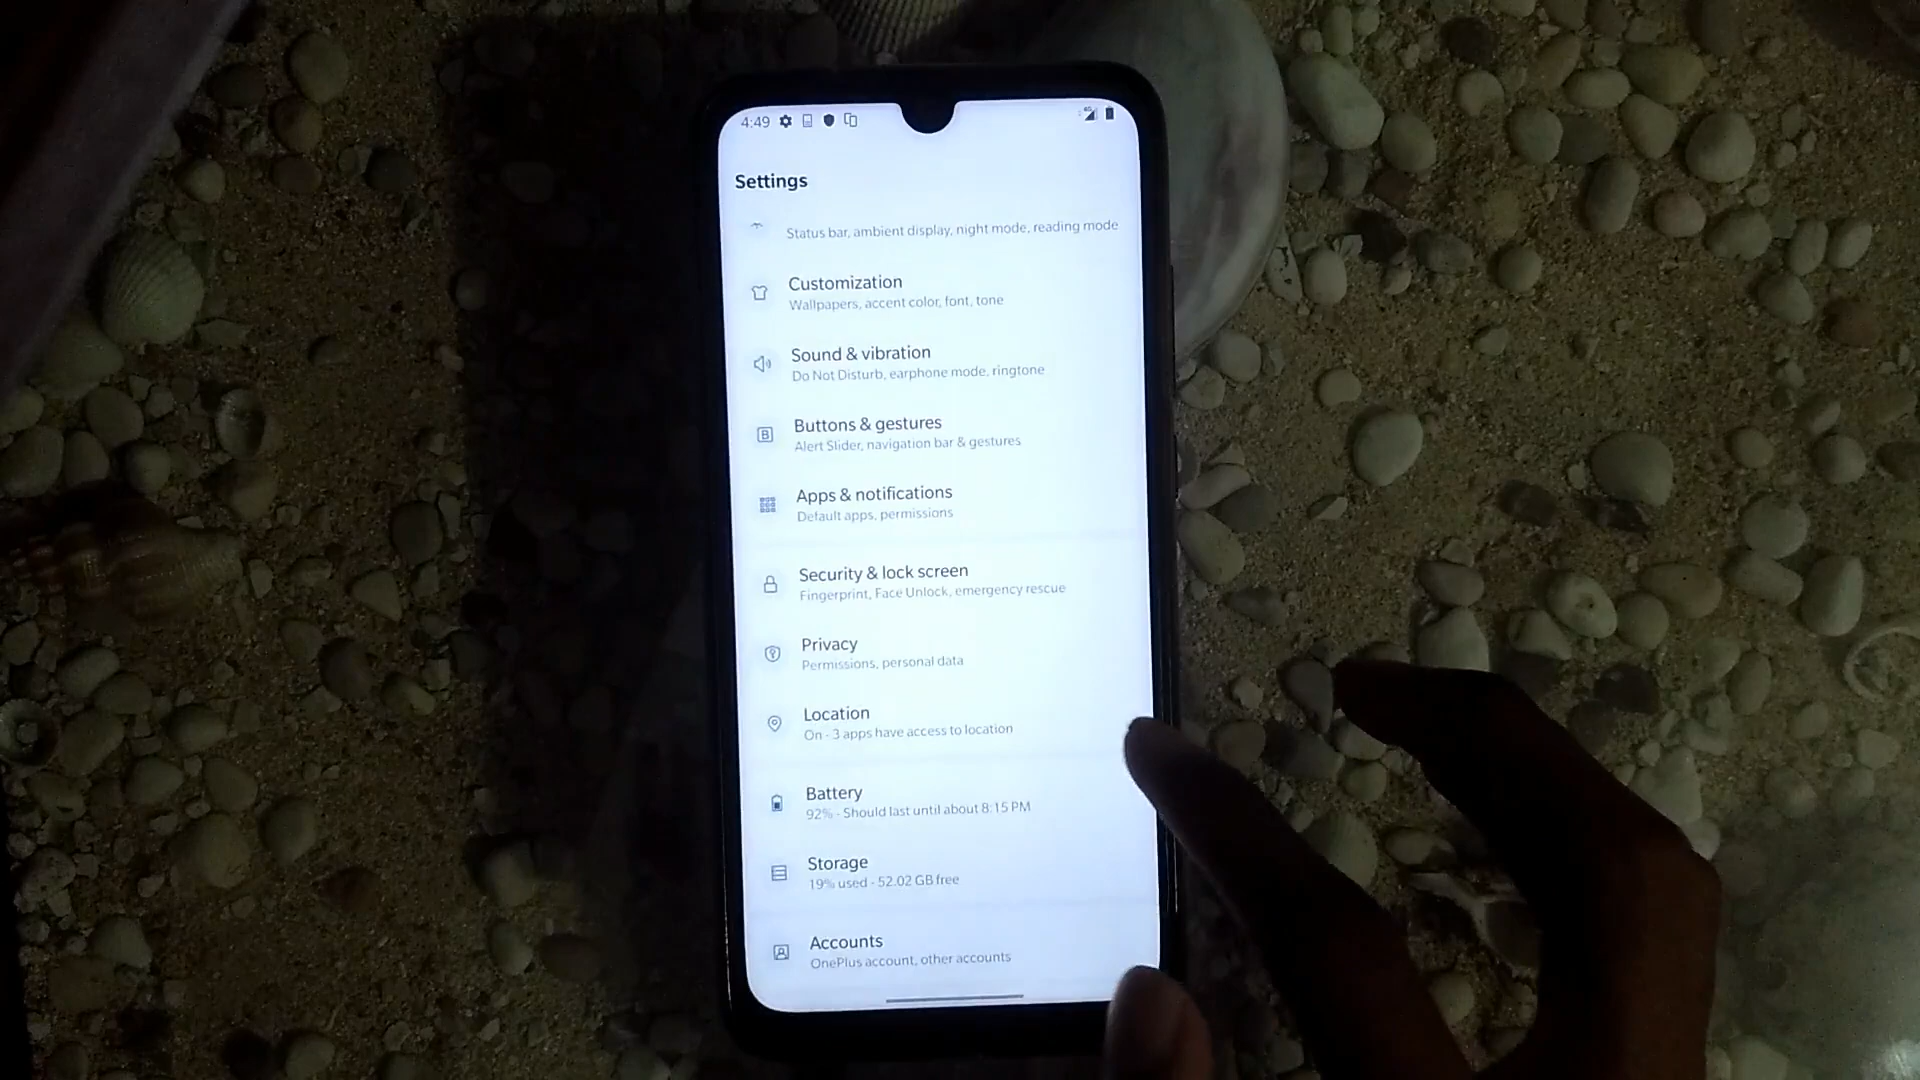 4:49
4G
Settings
Status bar, ambient display, night mode, reading mode
Customization
Wallpapers, accent color, font, tone
Sound & vibration
Do Not Disturb, earphone mode, ringtone
B
Buttons & gestures
Alert Slider, navigation bar & gestures
Apps & notifications
Default apps, permissions
Security & lock screen
Fingerprint, Face Unlock, emergency rescue
Privacy
Permissions, personal data
Location
On - 3 apps have access to location
Battery
92% - Should last until about 8:15 PM
Storage
19% used - 52.02 GB free
Accounts
OnePlus account, other accounts